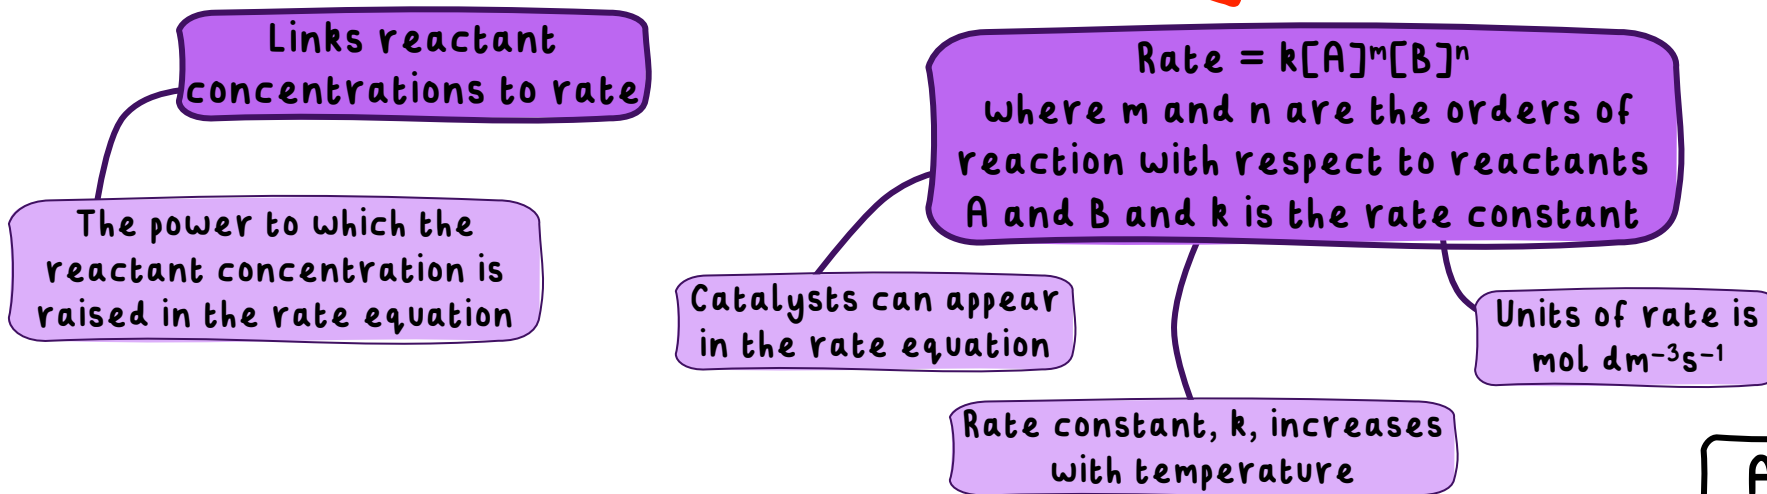 Links reactant
concentrations to rate
The power to which the
reactant concentration is
raised in the rate equation
Rate = k[A]ᵐ[B]ⁿ
where m and n are the orders of
reaction with respect to reactants
A and B and k is the rate constant
Catalysts can appear
in the rate equation
Rate constant, k, increases
with temperature
Units of rate is
mol dm⁻³s⁻¹